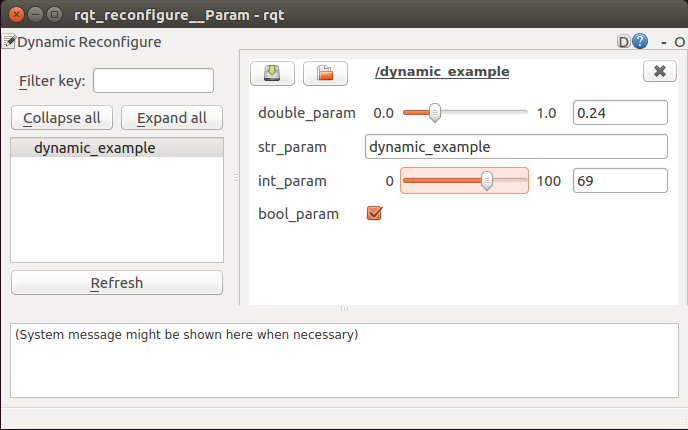 rqt_reconfigure__Param - rqt
Dynamic Reconfigure
D ? - O
Filter key:
Collapse all Expand all
dynamic_example
Refresh
/dynamic_example
double_param 0.0 1.0 0.24
str_param dynamic_example
int_param 0 100 69
bool_param
(System message might be shown here when necessary)